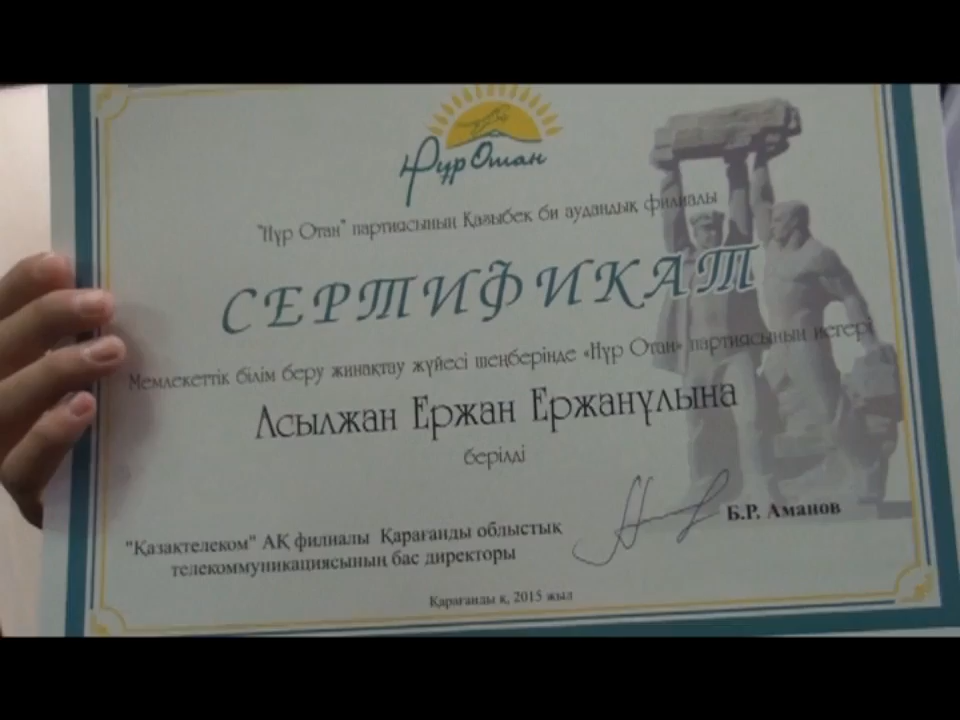 Нұр Отан
"Нұр Отан" партиясының Қазыбек би аудандық филиалы
СЕРТИФИКАТ
Мемлекеттік білім беру жинақтау жүйесі шеңберінде «Нұр Отан» партиясының иегері
Асылжан Ержан Ержанұлына
берілді
Б.Р. Аманов
"Қазақтелеком" АҚ филиалы Қарағанды облыстық
телекоммуникациясының бас директоры
Қарағанды қ, 2015 жыл